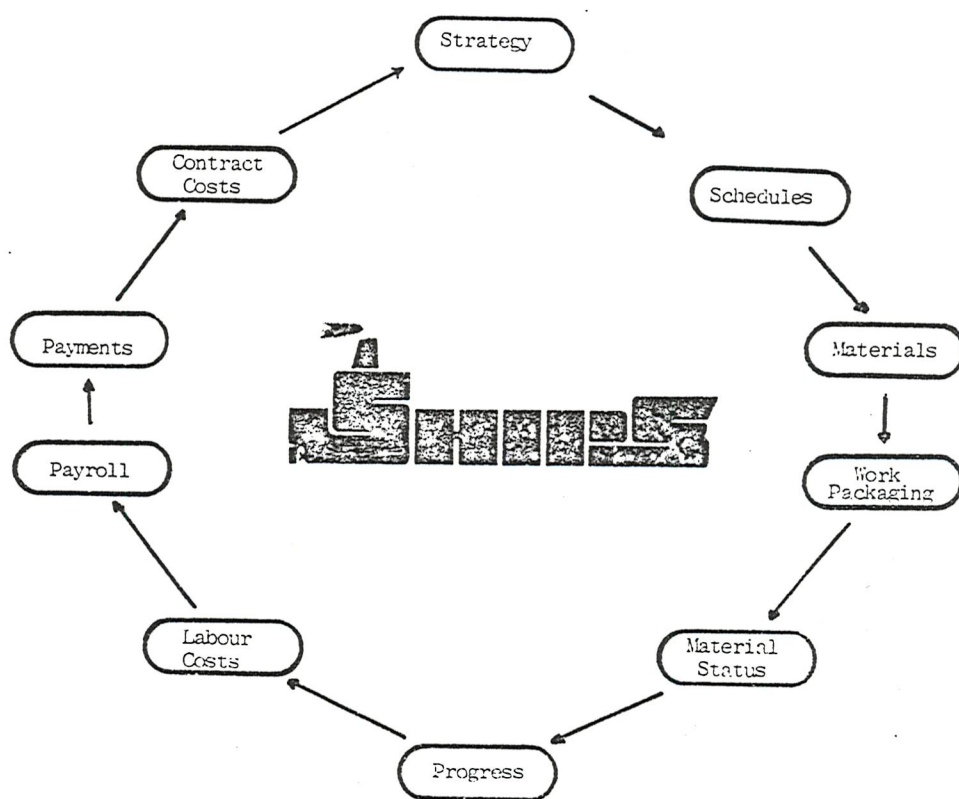 Strategy
Schedules
Materials
Work
Packaging
Material
Status
Progress
Labour
Costs
Payroll
Payments
Contract
Costs
SHIPS